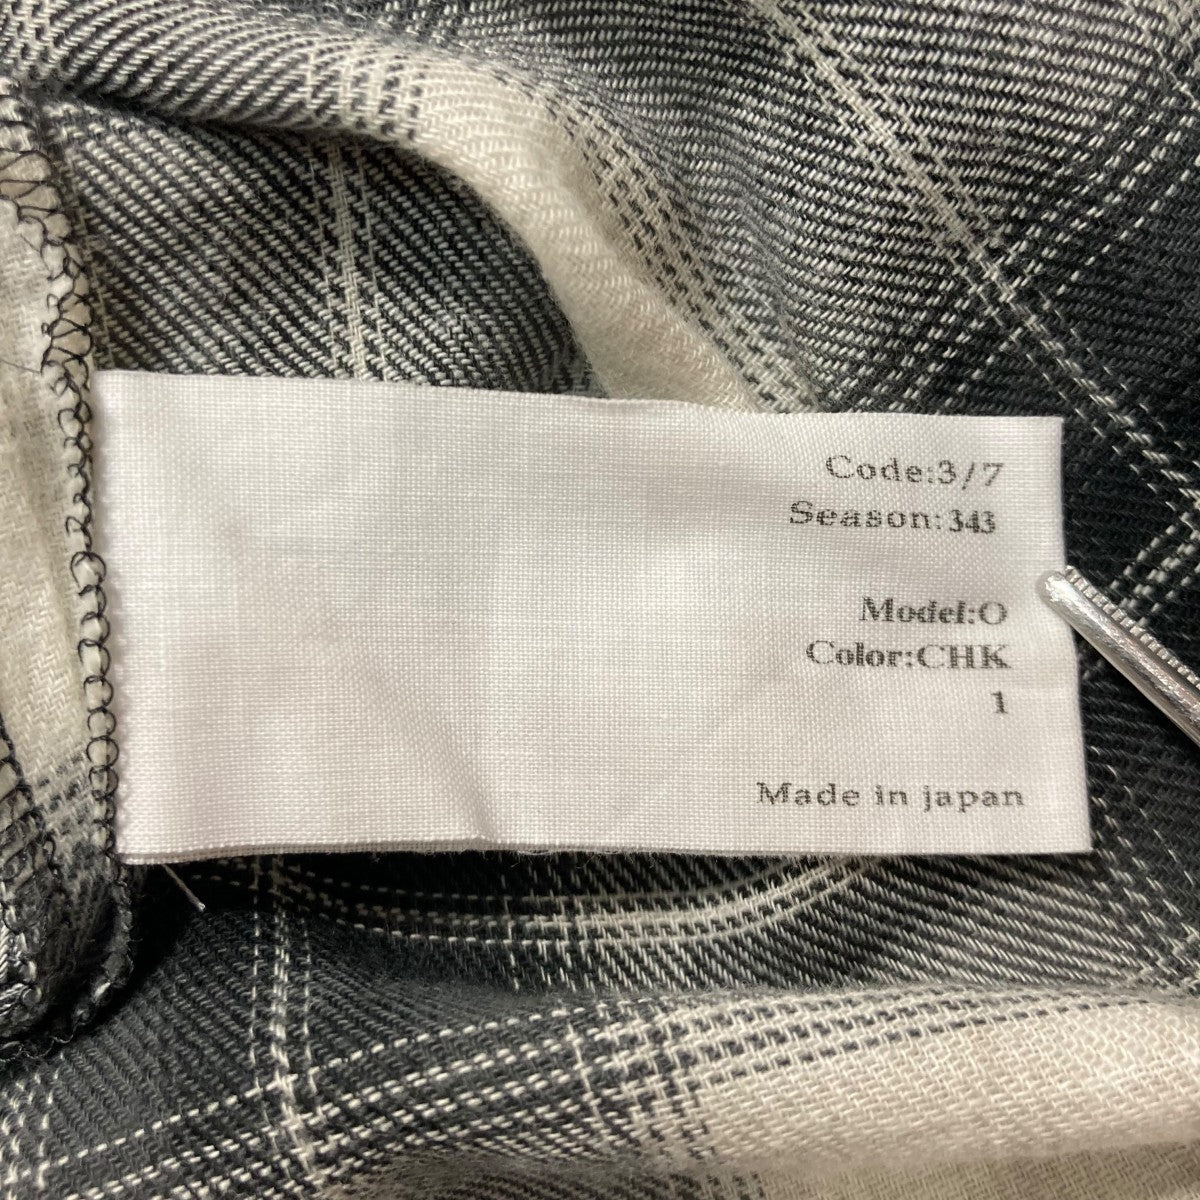 Code:3/7
Season:343
Model:O
Color:CHK
1
Made in japan